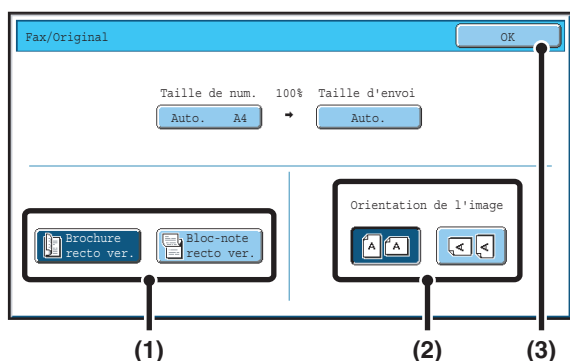 Fax/Original OK
Taille de num. 100% Taille d'envoi
Auto. A4 Auto.
Orientation de l'image
Brochure
recto ver.
Bloc-note
recto ver.
A A A A
(1) (2) (3)